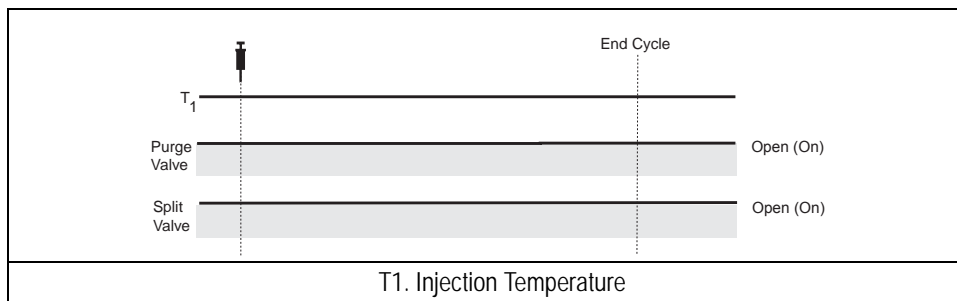 End Cycle
T1
Purge
Valve
Open (On)
Split
Valve
Open (On)
T1. Injection Temperature